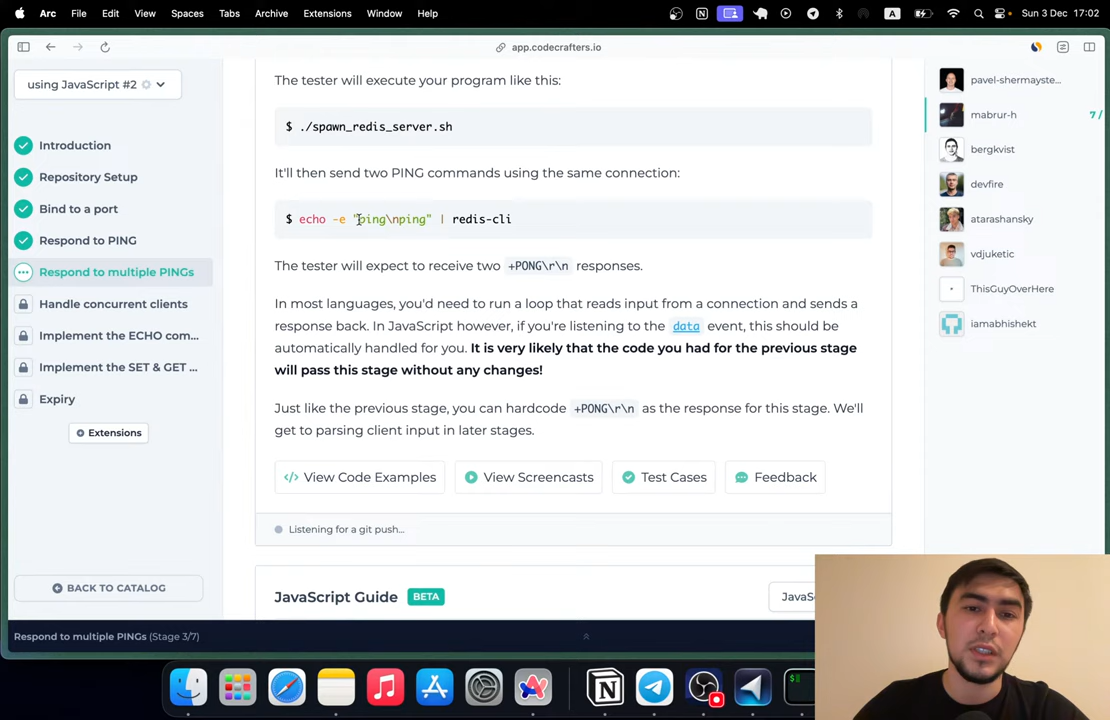 Arc File Edit View Spaces Tabs Archive Extensions Window Help
A Sun 3 Dec 17:02
app.codecrafters.io
using JavaScript #2
Introduction
Repository Setup
Bind to a port
Respond to PING
Respond to multiple PINGs
Handle concurrent clients
Implement the ECHO com...
Implement the SET & GET ...
Expiry
Extensions
BACK TO CATALOG
The tester will execute your program like this:
$ ./spawn_redis_server.sh
It'll then send two PING commands using the same connection:
$ echo -e "ping\nping" | redis-cli
The tester will expect to receive two +PONG\r\n responses.
In most languages, you'd need to run a loop that reads input from a connection and sends a
response back. In JavaScript however, if you're listening to the data event, this should be
automatically handled for you. It is very likely that the code you had for the previous stage
will pass this stage without any changes!
Just like the previous stage, you can hardcode +PONG\r\n as the response for this stage. We'll
get to parsing client input in later stages.
View Code Examples
View Screencasts
Test Cases
Feedback
Listening for a git push...
JavaScript Guide BETA
JavaSc
pavel-shermayste...
mabrur-h 7 /
bergkvist
devfire
atarashansky
vdjuketic
ThisGuyOverHere
iamabhishekt
Respond to multiple PINGs (Stage 3/7)